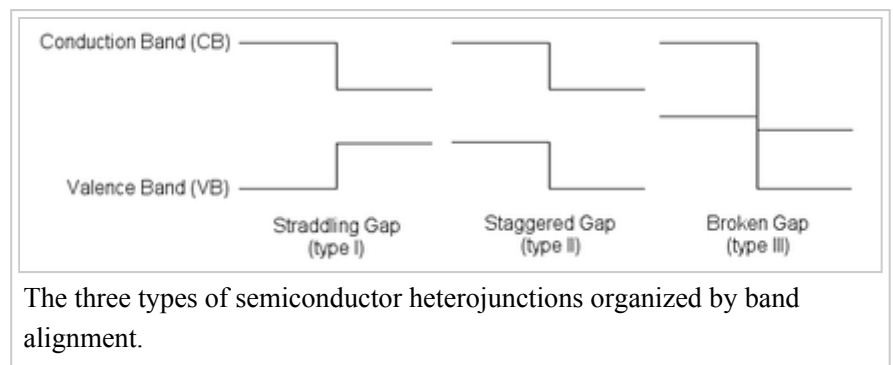 Conduction Band (CB)
Valence Band (VB)
Straddling Gap
(type I)
Staggered Gap
(type II)
Broken Gap
(type III)
The three types of semiconductor heterojunctions organized by band
alignment.